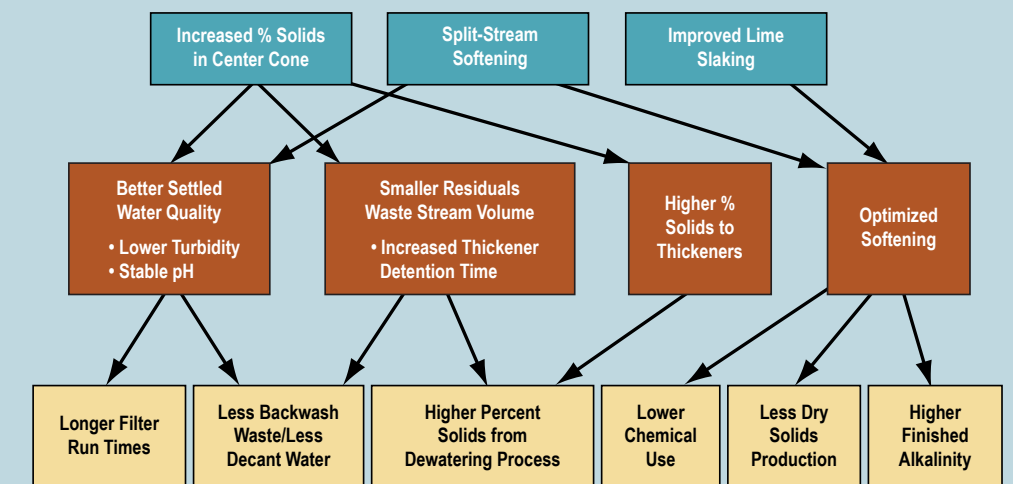 Increased % Solids
in Center Cone
Split-Stream
Softening
Improved Lime
Slaking
Better Settled
Water Quality
• Lower Turbidity
• Stable pH
Smaller Residuals
Waste Stream Volume
• Increased Thickener
Detention Time
Higher %
Solids to
Thickeners
Optimized
Softening
Longer Filter
Run Times
Less Backwash
Waste/Less
Decant Water
Higher Percent
Solids from
Dewatering Process
Lower
Chemical
Use
Less Dry
Solids
Production
Higher
Finished
Alkalinity